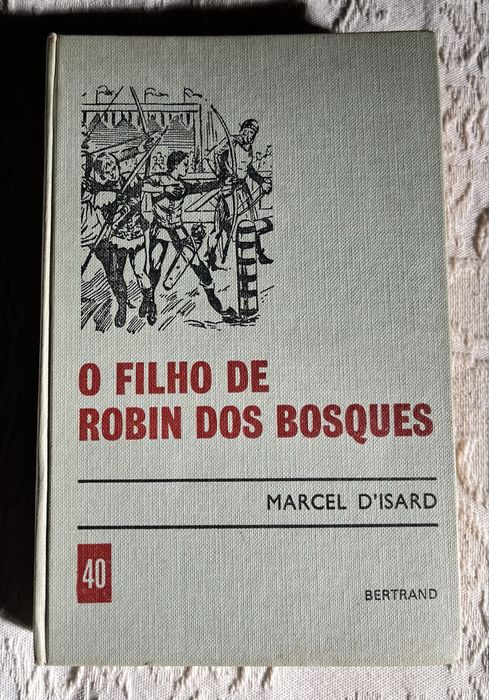 O FILHO DE
ROBIN DOS BOSQUES
MARCEL D'ISARD
40
BERTRAND